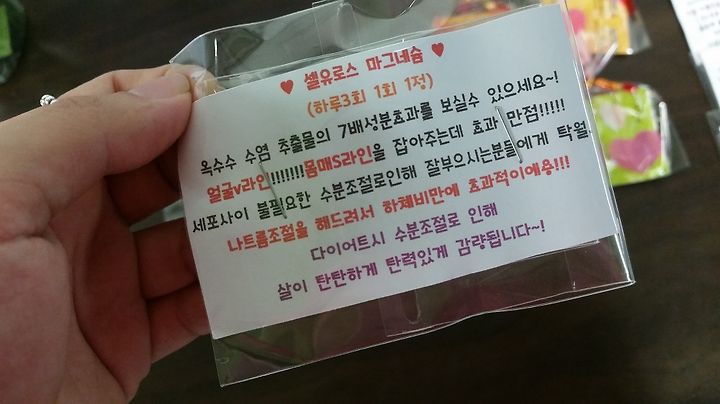 ♥ 셀유로스 마그네슘 ♥
(하루3회 1회 1정)
옥수수 수염 추출물의 7배성분효과를 보실수 있으세요~!
얼굴v라인!!!!!!!몸매S라인을 잡아주는데 효과 만점!!!!!
세포사이 불필요한 수분조절로인해 잘부으시는분들에게 탁월
나트륨조절을 해드려서 하체비만에 효과적이에용!!!
다이어트시 수분조절로 인해
살이 탄탄하게 탄력있게 감량됩니다~!